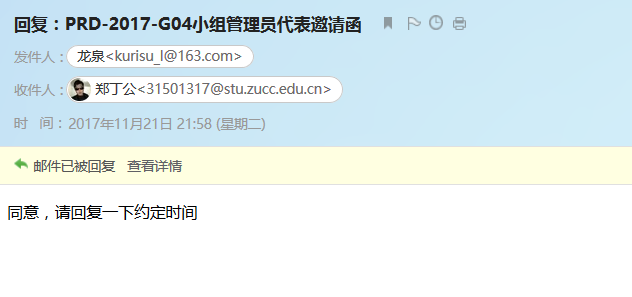 回复：PRD-2017-G04小组管理员代表邀请函
发件人：龙泉<kurisu_l@163.com>
收件人：郑丁公<31501317@stu.zucc.edu.cn>
时 间：2017年11月21日 21:58 (星期二)
邮件已被回复 查看详情
同意，请回复一下约定时间